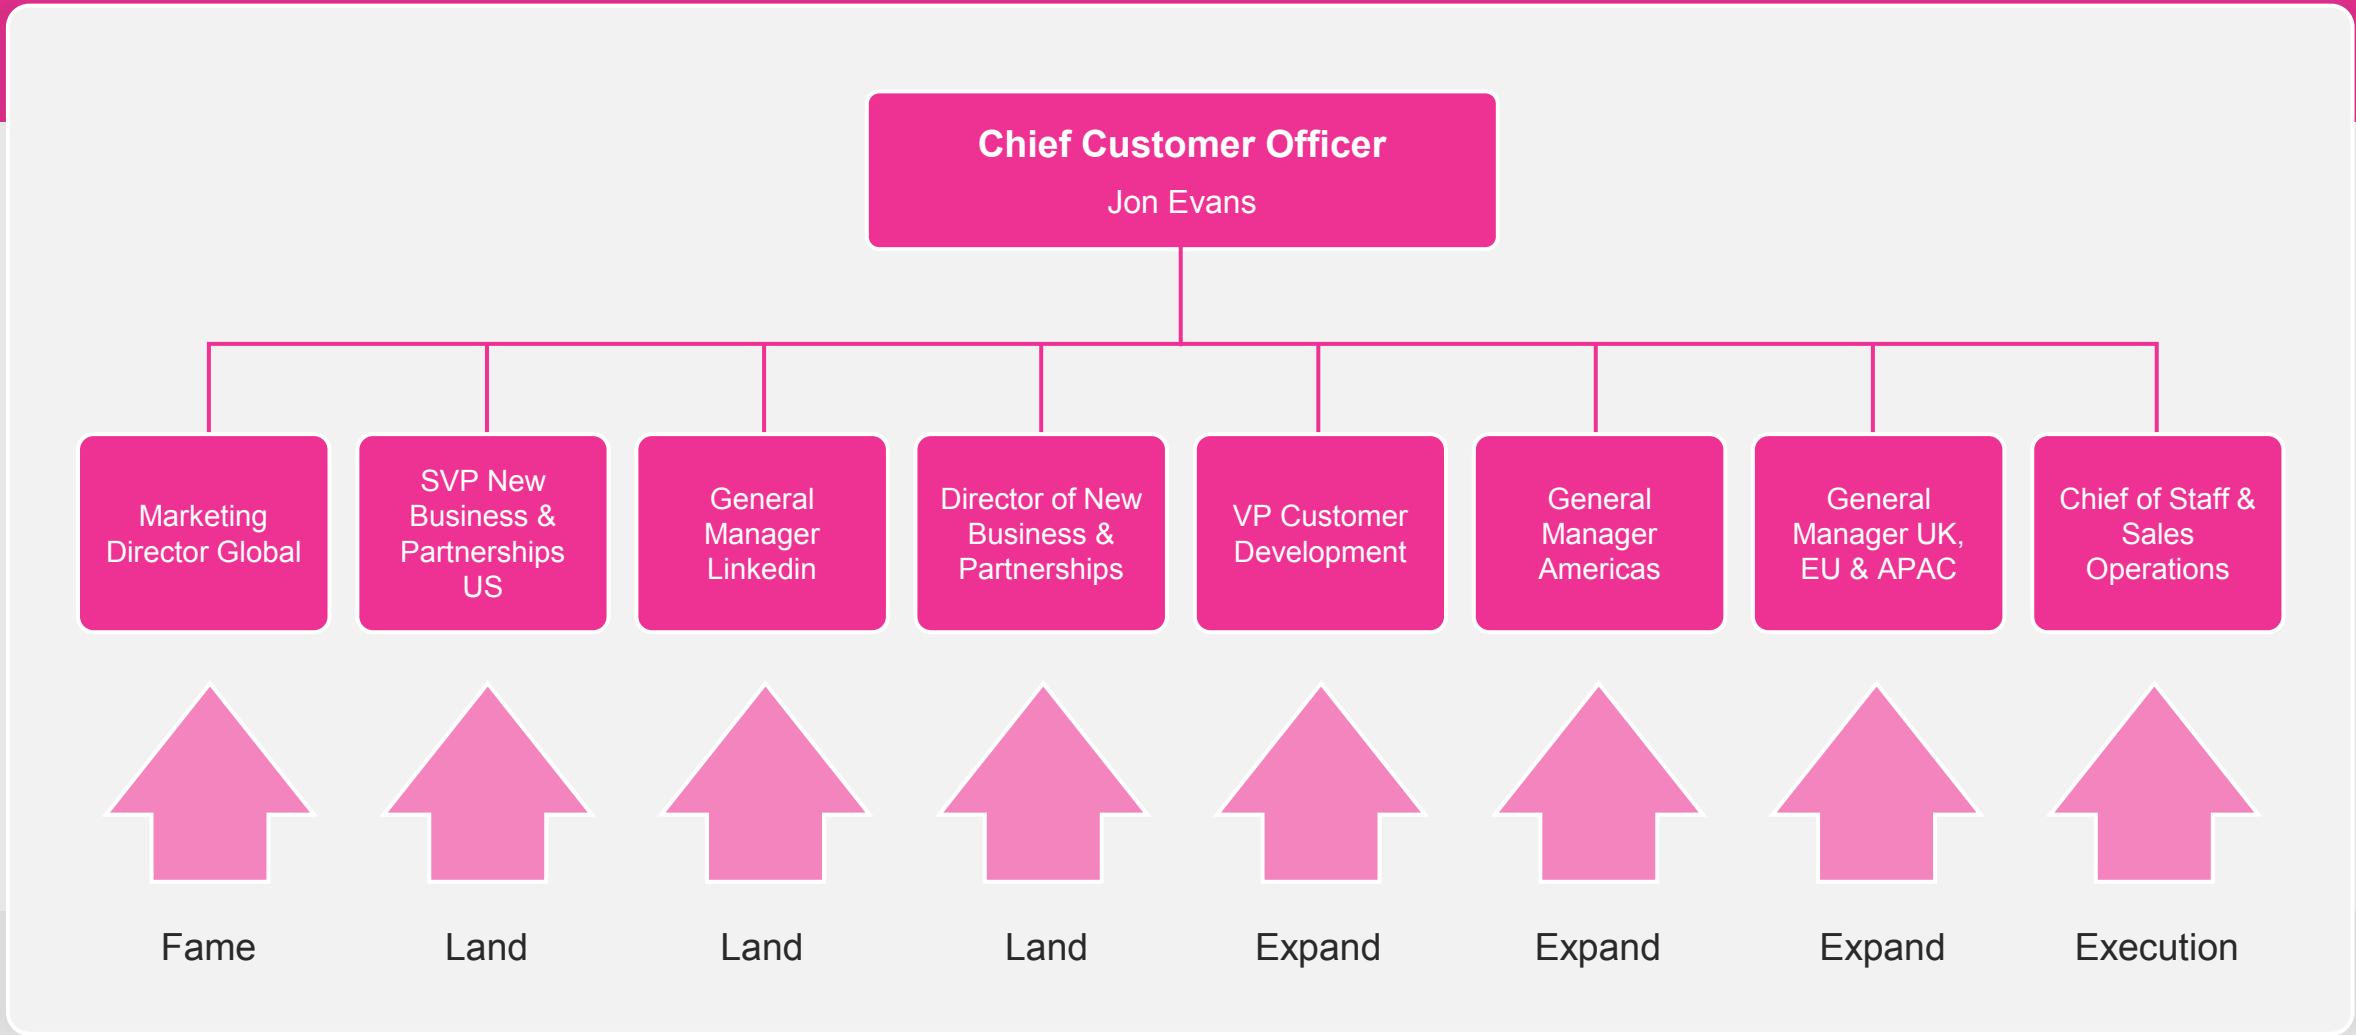 Chief Customer Officer
Jon Evans
Marketing
Director Global
SVP New
Business &
Partnerships
US
General
Manager
Linkedin
Director of New
Business &
Partnerships
VP Customer
Development
General
Manager
Americas
General
Manager UK,
EU & APAC
Chief of Staff &
Sales
Operations
Fame
Land
Land
Land
Expand
Expand
Expand
Execution